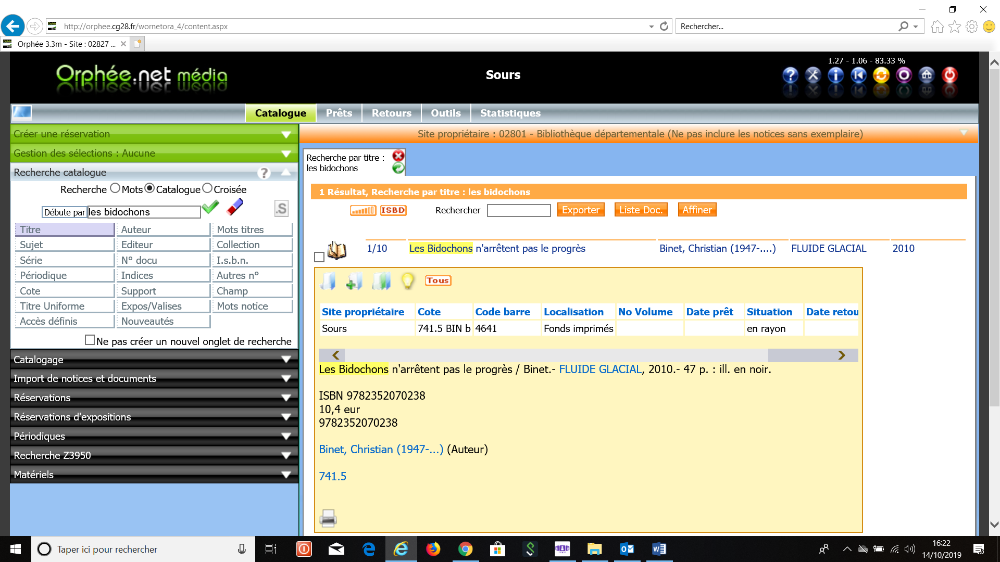 http://orphee.cg28.fr/wornetora_4/content.aspx
Rechercher...
Orphée 3.3m - Site : 02827 ...
Orphée.net média
Sours
1.27 - 1.06 - 83.33 %
Catalogue Prêts Retours Outils Statistiques
Créer une réservation
Gestion des sélections : Aucune
Recherche catalogue
?
Recherche Mots Catalogue Croisée
Débute par les bidochons
.S
Titre Auteur Mots titres
Sujet Editeur Collection
Série N° docu I.s.b.n.
Périodique Indices Autres n°
Cote Support Champ
Titre Uniforme Expos/Valises Mots notice
Accès définis Nouveautés
Ne pas créer un nouvel onglet de recherche
Catalogage
Import de notices et documents
Réservations
Réservations d'expositions
Périodiques
Recherche Z3950
Matériels
Site propriétaire : 02801 - Bibliothèque départementale (Ne pas inclure les notices sans exemplaire)
Recherche par titre :
les bidochons
1 Résultat, Recherche par titre : les bidochons
ISBD Rechercher Exporter Liste Doc. Affiner
1/10 Les Bidochons n'arrêtent pas le progrès Binet, Christian (1947-....) FLUIDE GLACIAL 2010
Tous
Site propriétaire Cote Code barre Localisation No Volume Date prêt Situation Date retou
Sours 741.5 BIN b 4641 Fonds imprimés en rayon
Les Bidochons n'arrêtent pas le progrès / Binet.- FLUIDE GLACIAL, 2010.- 47 p. : ill. en noir.
ISBN 9782352070238
10,4 eur
9782352070238
Binet, Christian (1947-...) (Auteur)
741.5
Taper ici pour rechercher
16:22
14/10/2019